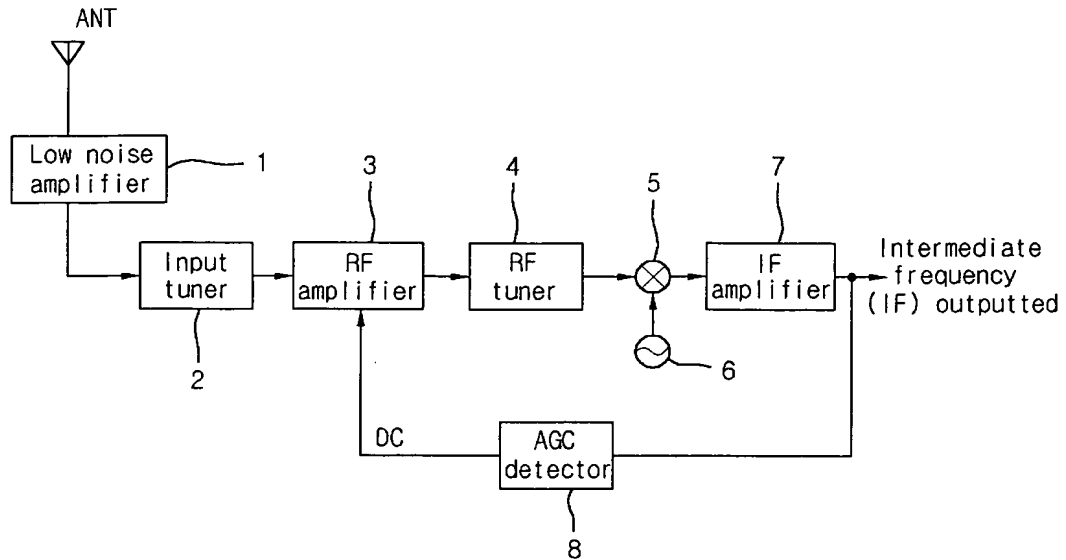 ANT
Low noise
amplifier
1
Input
tuner
2
RF
amplifier
3
RF
tuner
4
5
6
IF
amplifier
7
Intermediate
frequency
(IF) outputted
DC
AGC
detector
8